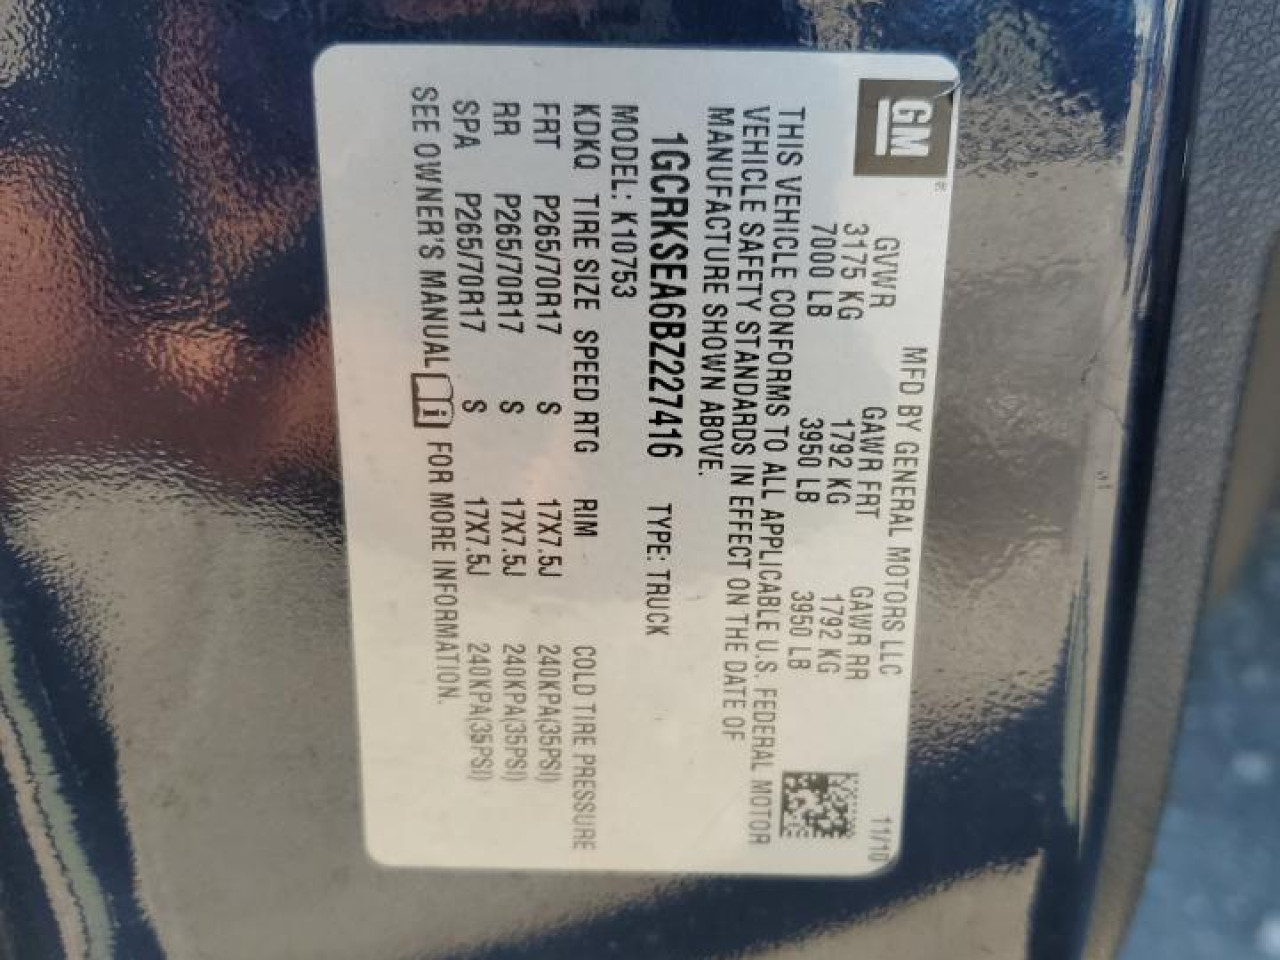 GM
MFD BY GENERAL MOTORS LLC 11/10
GVWR GAWR FRT GAWR RR
3175 KG 1792 KG 1792 KG
7000 LB 3950 LB 3950 LB
THIS VEHICLE CONFORMS TO ALL APPLICABLE U.S. FEDERAL MOTOR
VEHICLE SAFETY STANDARDS IN EFFECT ON THE DATE OF
MANUFACTURE SHOWN ABOVE.
1GCRKSEA6BZ227416 TYPE: TRUCK
MODEL: K10753
KDKQ TIRE SIZE SPEED RTG RIM COLD TIRE PRESSURE
FRT P265/70R17 S 17X7.5J 240KPA(35PSI)
RR P265/70R17 S 17X7.5J 240KPA(35PSI)
SPA P265/70R17 S 17X7.5J 240KPA(35PSI)
SEE OWNER'S MANUAL i FOR MORE INFORMATION.